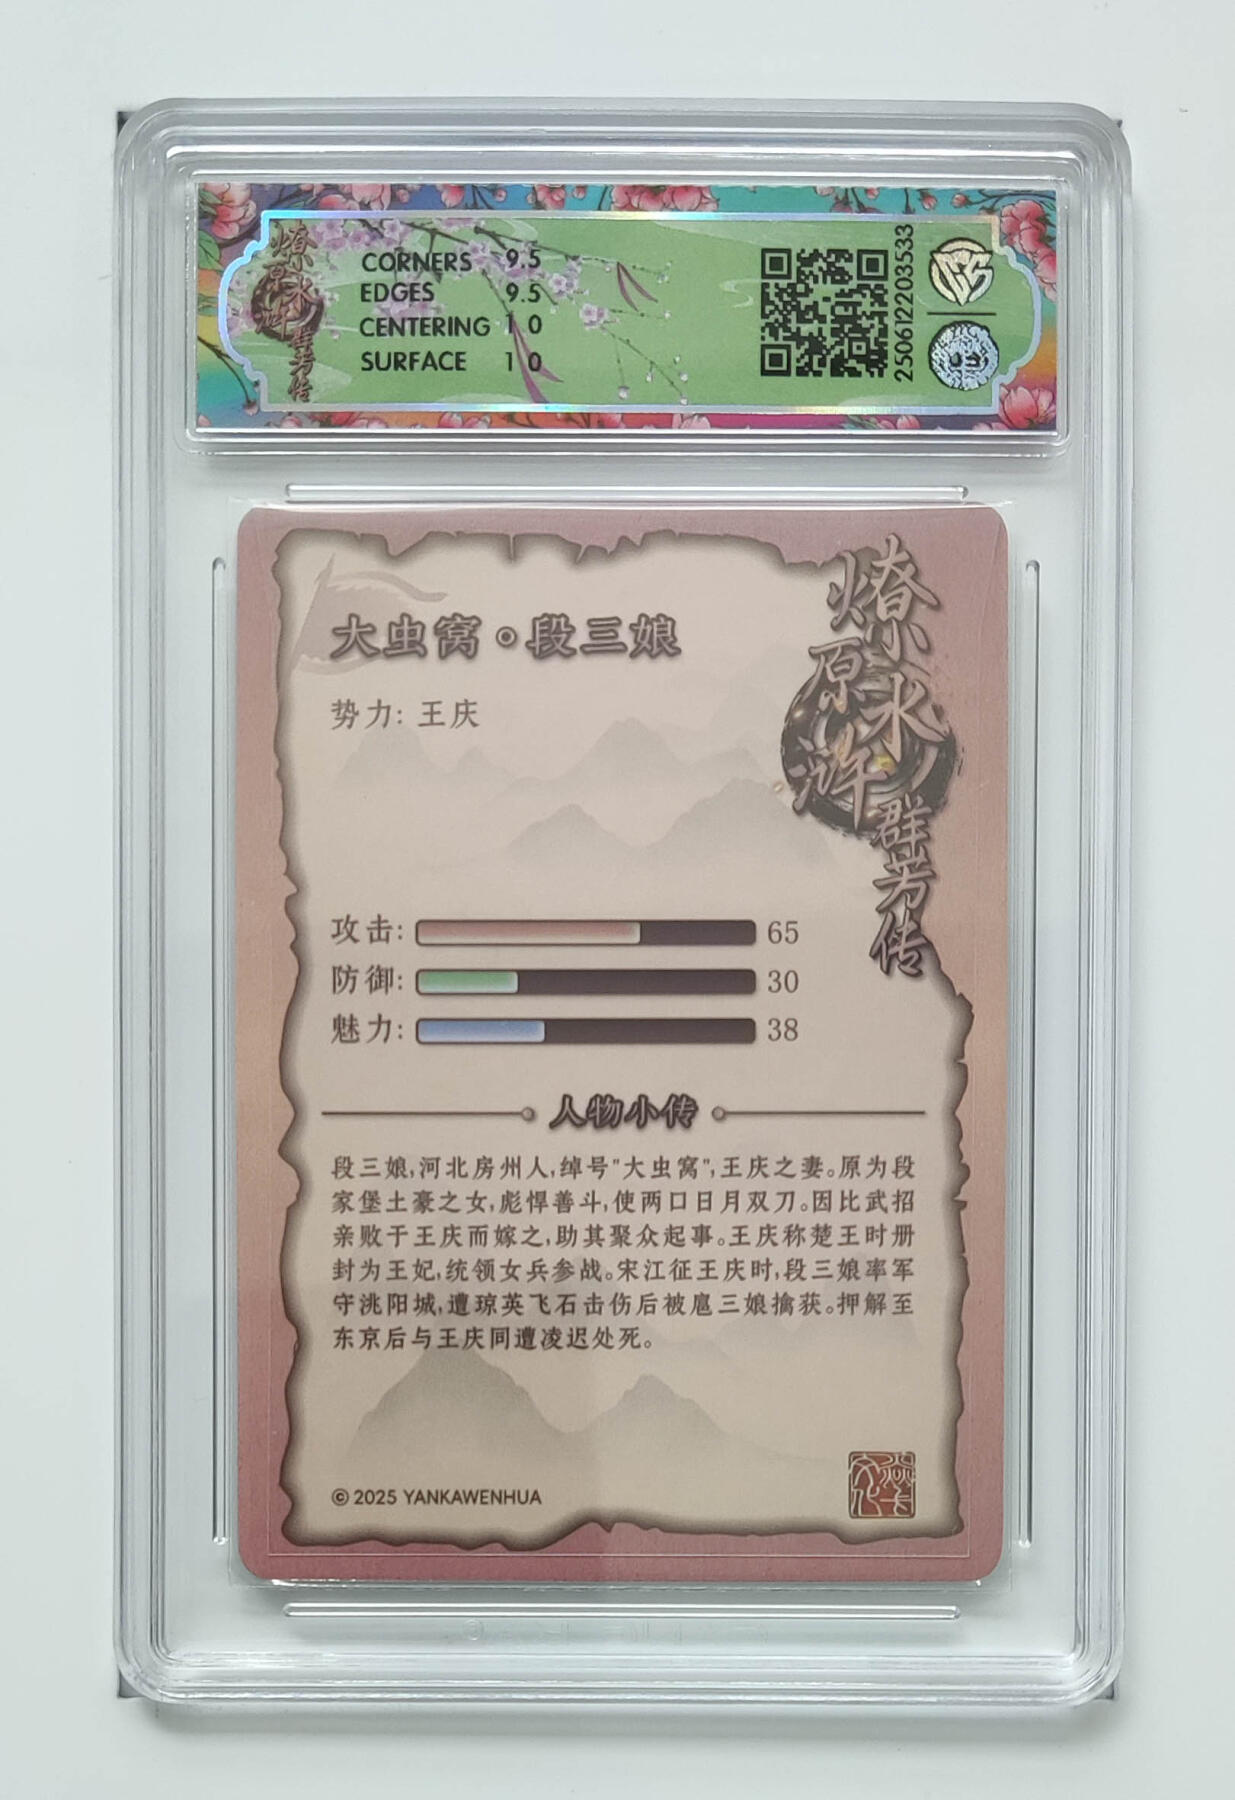 燎原水浒群芳传
CORNERS 9.5
EDGES 9.5
CENTERING 10
SURFACE 10
2506122203533
大虫窝·段三娘
燎原水浒群芳传
势力: 王庆
攻击: 65
防御: 30
魅力: 38
人物小传
段三娘,河北房州人,绰号"大虫窝",王庆之妻。原为段
家堡土豪之女,彪悍善斗,使两口日月双刀。因比武招
亲败于王庆而嫁之,助其聚众起事。王庆称楚王时册
封为王妃,统领女兵参战。宋江征王庆时,段三娘率军
守洮阳城,遭琼英飞石击伤后被扈三娘擒获。押解至
东京后与王庆同遭凌迟处死。
© 2025 YANKAWENHUA
焱卡文化